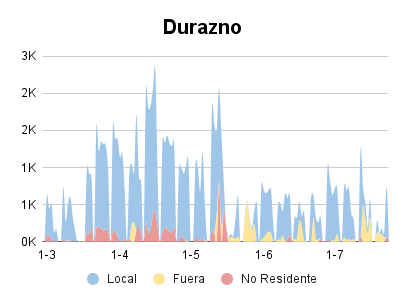 Durazno
3K
2K
2K
1K
1K
0K
1-3
1-4
1-5
1-6
1-7
Local
Fuera
No Residente